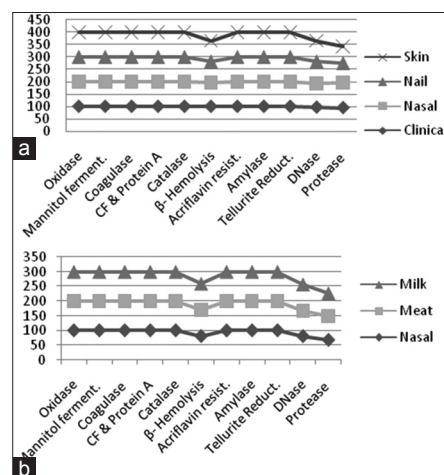 450
400
350
300
250
200
150
100
50
0
Skin
Nail
Nasal
Clinica
a
Oxidase
Mannitol ferment.
Coagulase
CF & Protein A
Catalase
β- Hemolysis
Acriflavin resist.
Amylase
Tellurite Reduct.
DNase
Protease
350
300
250
200
150
100
50
0
Milk
Meat
Nasal
b
Oxidase
Mannitol ferment.
Coagulase
CF & Protein A
Catalase
β- Hemolysis
Acriflavin resist.
Amylase
Tellurite Reduct.
DNase
Protease